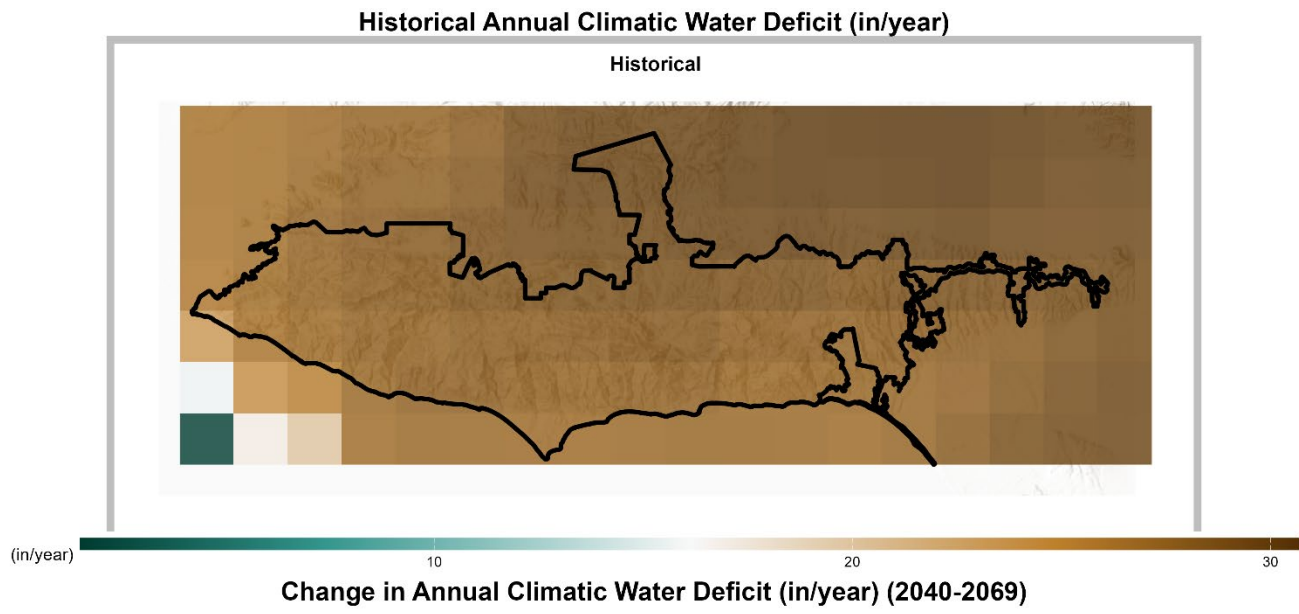 Historical Annual Climatic Water Deficit (in/year)
Historical
(in/year)
10
20
30
Change in Annual Climatic Water Deficit (in/year) (2040-2069)